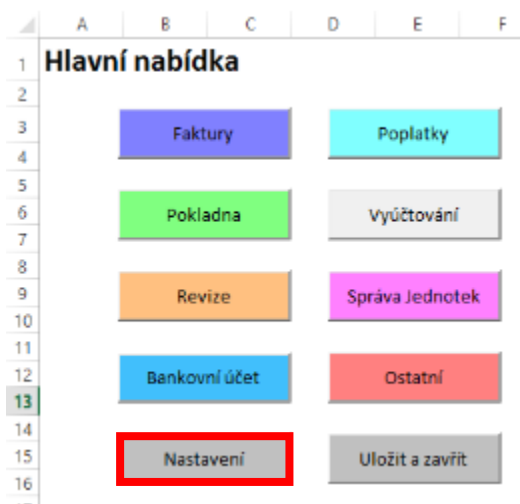 A B C D E F
1 Hlavní nabídka
2
3 Faktury Poplatky
4
5
6 Pokladna Vyúčtování
7
8
9 Revize Správa Jednotek
10
11
12 Bankovní účet Ostatní
13
14
15 Nastavení Uložit a zavřít
16